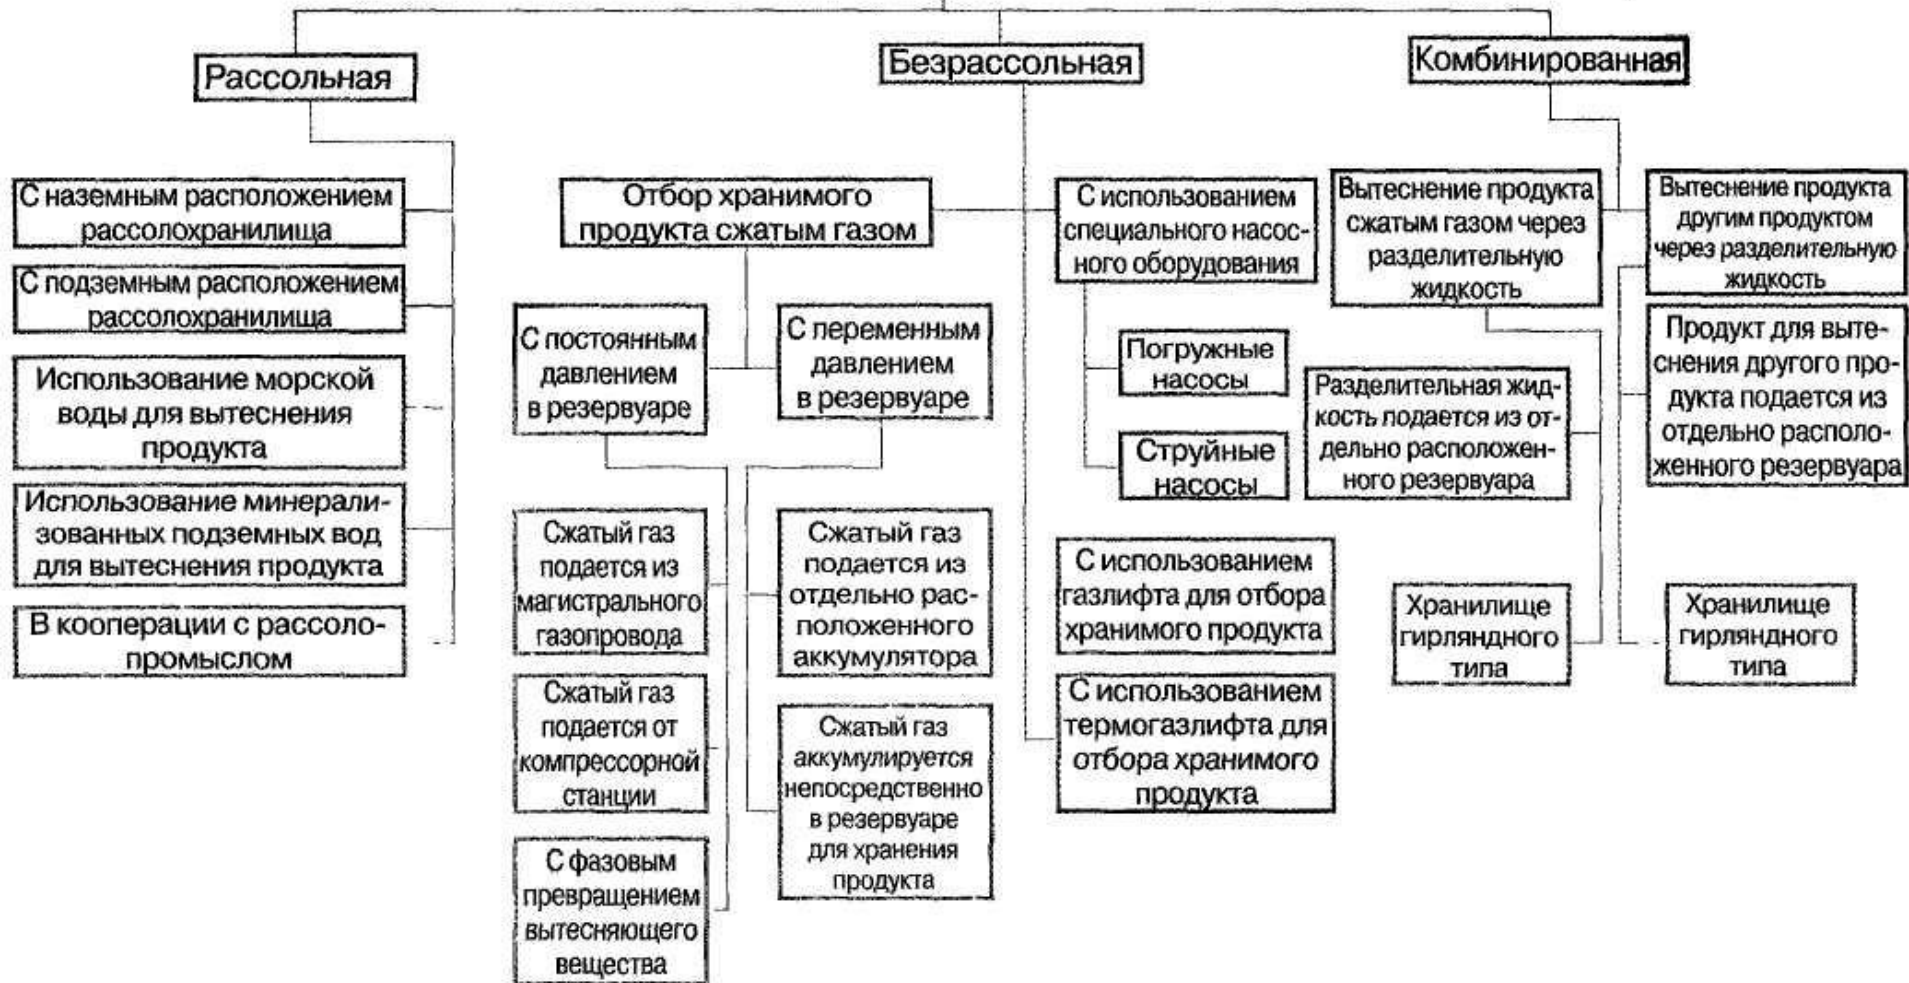 Рассольная
Безрассольная
Комбинированная
С наземным расположением
рассолохранилища
С подземным расположением
рассолохранилища
Использование морской
воды для вытеснения
продукта
Использование минерали-
зованных подземных вод
для вытеснения продукта
В кооперации с рассоло-
промыслом
Отбор хранимого
продукта сжатым газом
С постоянным
давлением
в резервуаре
С переменным
давлением
в резервуаре
Сжатый газ
подается из
магистрального
газопровода
Сжатый газ
подается от
компрессорной
станции
С фазовым
превращением
вытесняющего
вещества
Сжатый газ
подается из
отдельно рас-
положенного
аккумулятора
Сжатый газ
аккумулируется
непосредственно
в резервуаре
для хранения
продукта
С использованием
специального насос-
ного оборудования
Погружные
насосы
Струйные
насосы
С использованием
газлифта для отбора
хранимого продукта
С использованием
термогазлифта для
отбора хранимого
продукта
Вытеснение продукта
сжатым газом через
разделительную
жидкость
Разделительная жид-
кость подается из от-
дельно расположен-
ного резервуара
Хранилище
гирляндного
типа
Вытеснение продукта
другим продуктом
через разделительную
жидкость
Продукт для выте-
снения другого про-
дукта подается из
отдельно располо-
женного резервуара
Хранилище
гирляндного
типа